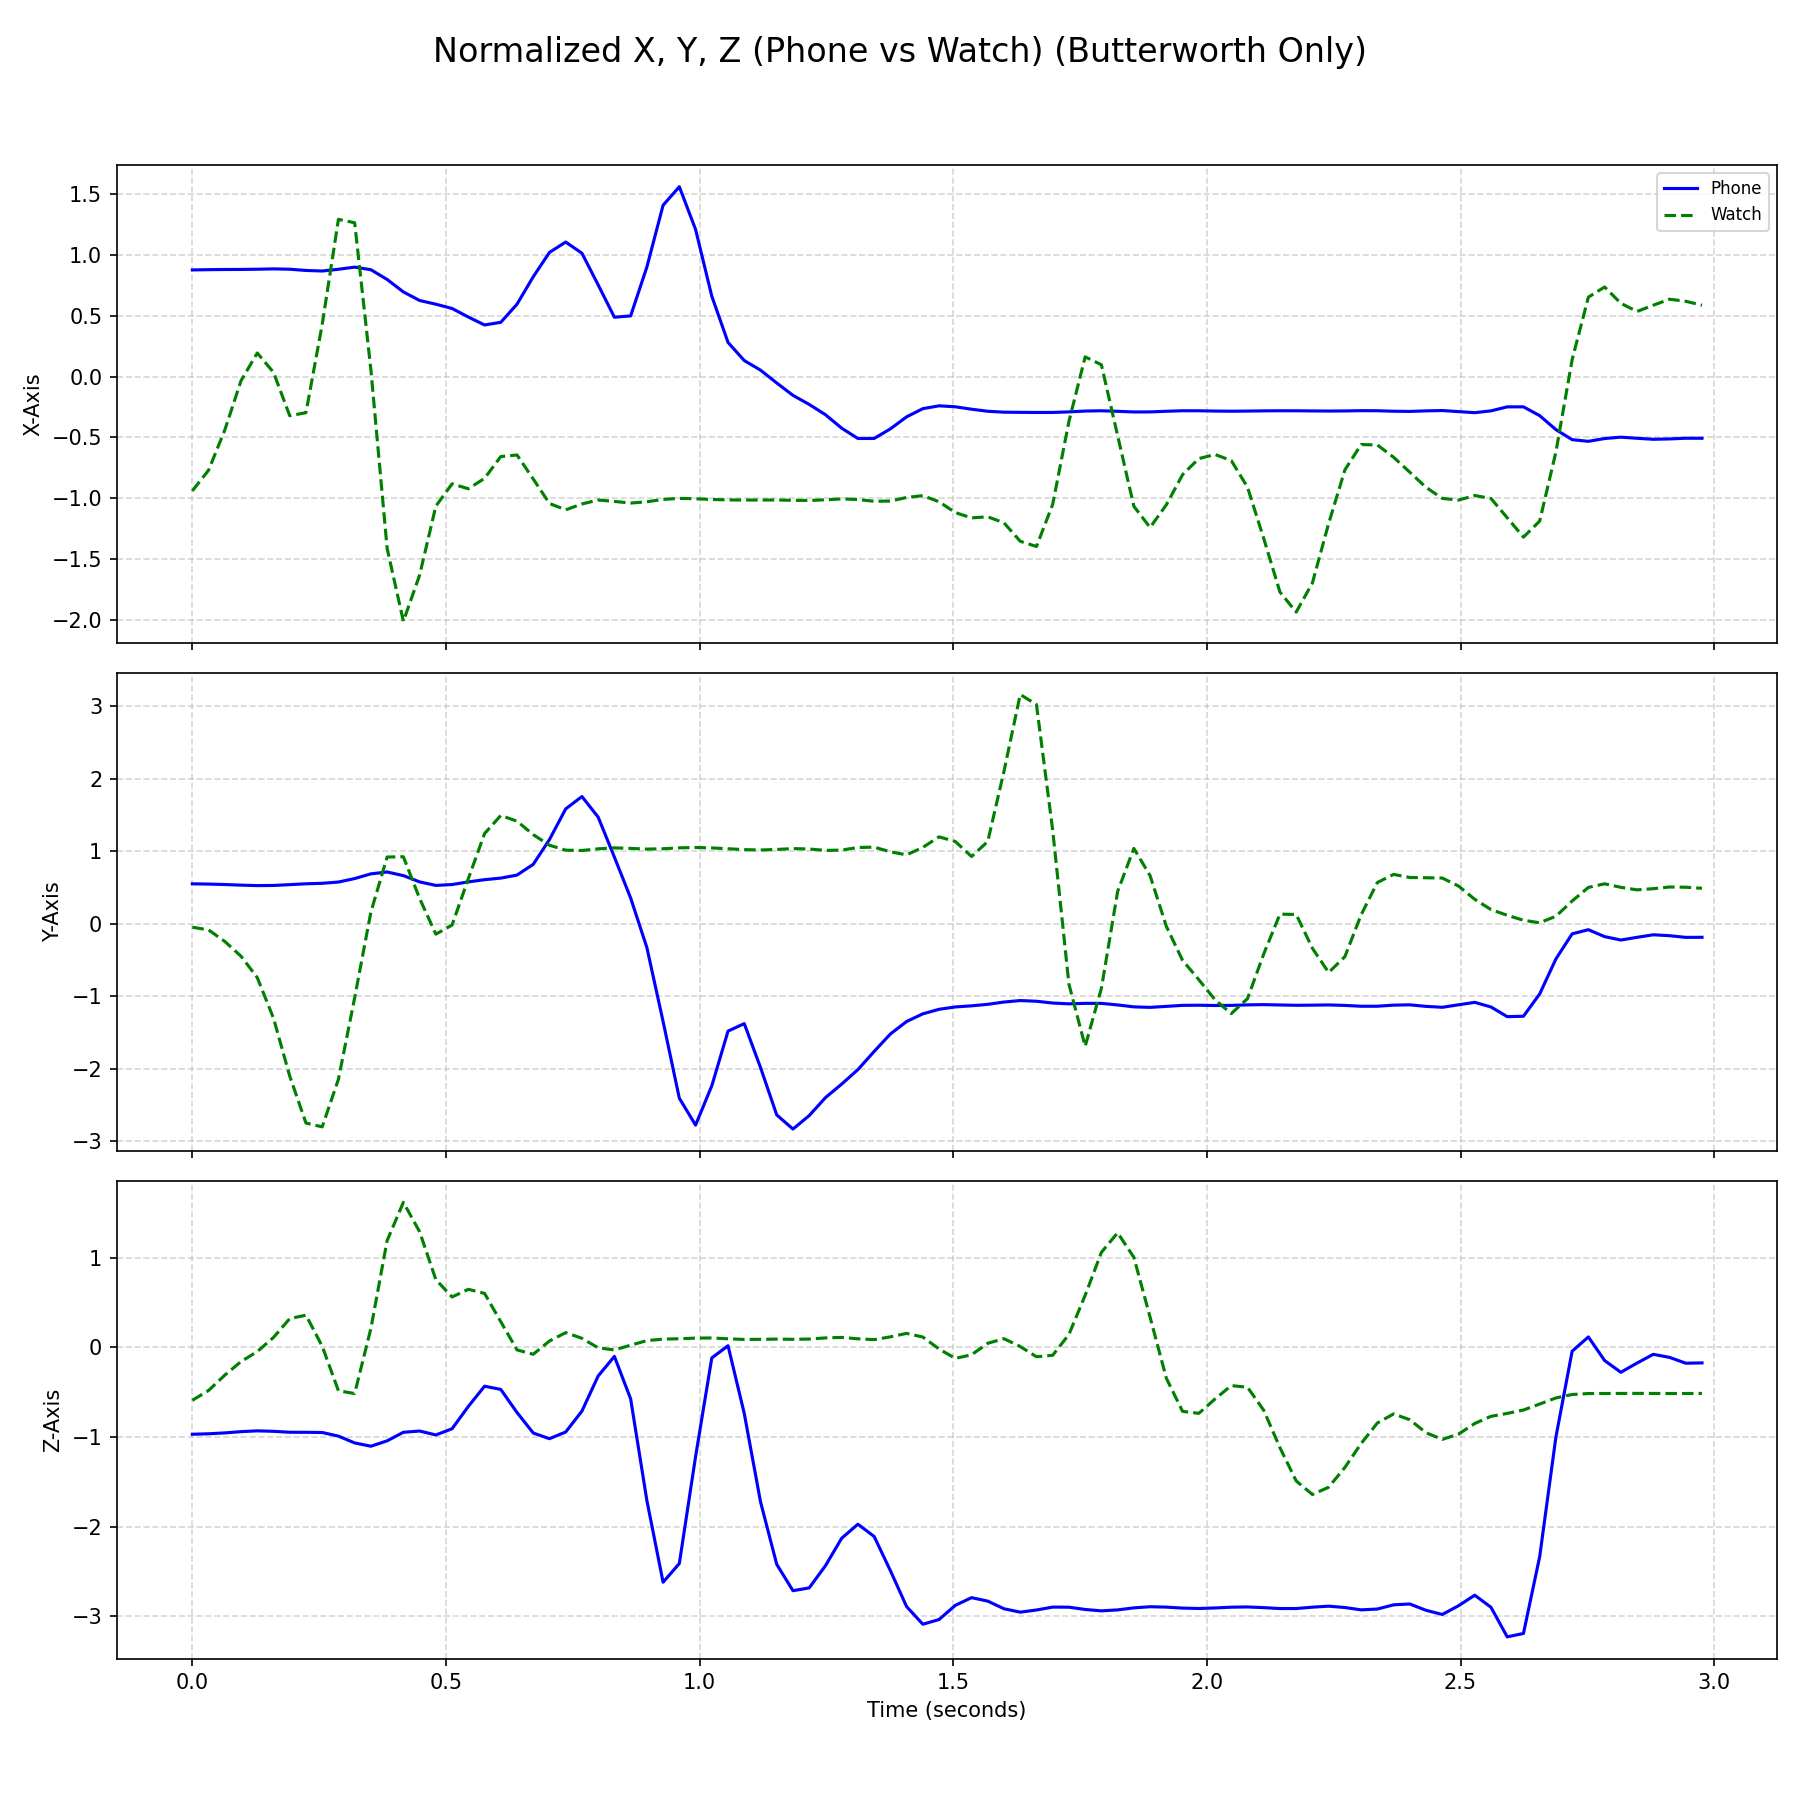 Normalized X, Y, Z (Phone vs Watch) (Butterworth Only)
Phone
Watch
1.5
1.0
0.5
0.0
−0.5
−1.0
−1.5
−2.0
X-Axis
3
2
1
0
−1
−2
−3
Y-Axis
1
0
−1
−2
−3
Z-Axis
0.0 0.5 1.0 1.5 2.0 2.5 3.0
Time (seconds)